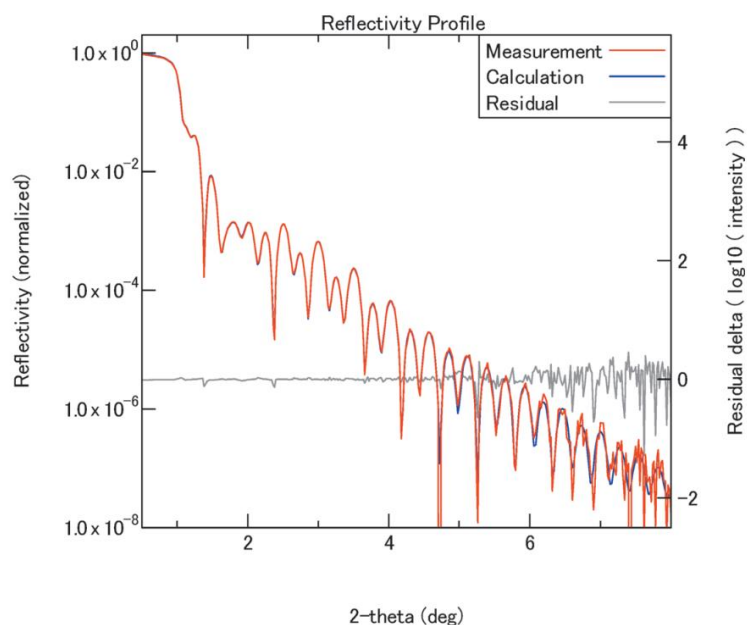 Reflectivity Profile
1.0 x 10^0
1.0 x 10^-2
1.0 x 10^-4
1.0 x 10^-6
1.0 x 10^-8
Reflectivity (normalized)
Measurement
Calculation
Residual
4
2
0
−2
Residual delta ( log10 ( intensity ) )
2
4
6
2-theta (deg)